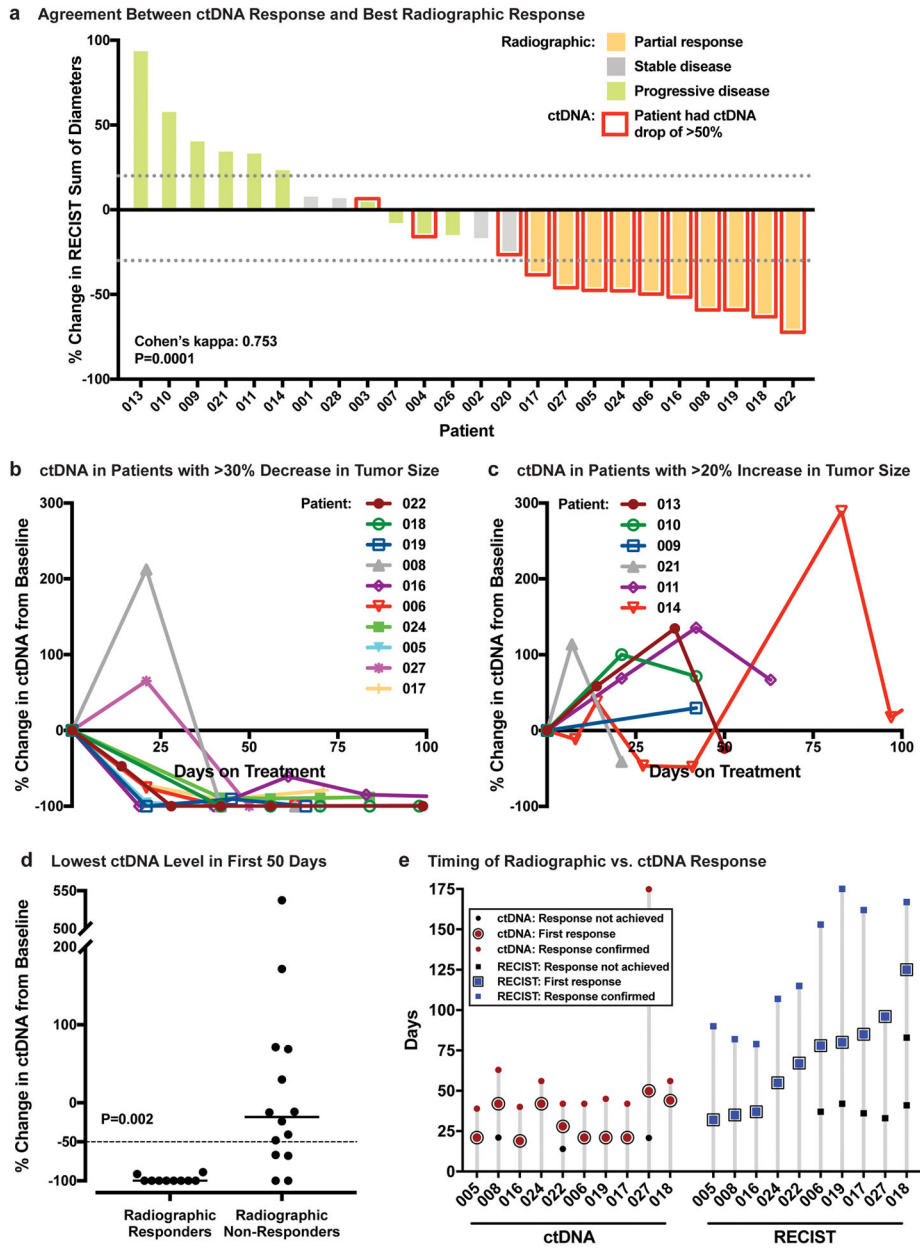 a Agreement Between ctDNA Response and Best Radiographic Response
% Change in RECIST Sum of Diameters
100
50
0
-50
-100
Radiographic:
Partial response
Stable disease
Progressive disease
ctDNA:
Patient had ctDNA
drop of >50%
Cohen's kappa: 0.753
P=0.0001
013 010 009 021 011 014 001 028 003 007 004 026 002 020 017 027 005 024 006 016 008 019 018 022
Patient
b ctDNA in Patients with >30% Decrease in Tumor Size
% Change in ctDNA from Baseline
300
200
100
0
-100
25 50 75 100
Days on Treatment
Patient:
022
018
019
008
016
006
024
005
027
017
c ctDNA in Patients with >20% Increase in Tumor Size
% Change in ctDNA from Baseline
300
200
100
0
-100
25 50 75 100
Days on Treatment
Patient:
013
010
009
021
011
014
d Lowest ctDNA Level in First 50 Days
% Change in ctDNA from Baseline
550
500
200
100
-0
-50
-100
P=0.002
Radiographic
Responders
Radiographic
Non-Responders
e Timing of Radiographic vs. ctDNA Response
Days
175
150
125
100
75
50
25
0
ctDNA: Response not achieved
ctDNA: First response
ctDNA: Response confirmed
RECIST: Response not achieved
RECIST: First response
RECIST: Response confirmed
005 008 016 024 022 006 019 017 027 018
ctDNA
005 008 016 024 022 006 019 017 027 018
RECIST